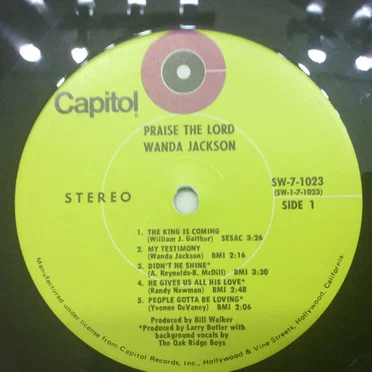 Capitol
PRAISE THE LORD
WANDA JACKSON
STEREO
SW-7-1023
(SW-1-7-1023)
SIDE 1
1. THE KING IS COMING
(William J. Gaither) SESAC 3:26
2. MY TESTIMONY
(Wanda Jackson) BMI 2:16
3. DIDN'T HE SHINE*
(A. Reynolds-B. McDill) BMI 3:30
4. HE GIVES US ALL HIS LOVE*
(Randy Newman) BMI 2:48
5. PEOPLE GOTTA BE LOVING*
(Yvonne DeVaney) BMI 2:06
Produced by Bill Walker
*Produced by Larry Butler with
background vocals by
The Oak Ridge Boys
Manufactured under license from Capitol Records, Inc., Hollywood & Vine Streets, Hollywood, California.